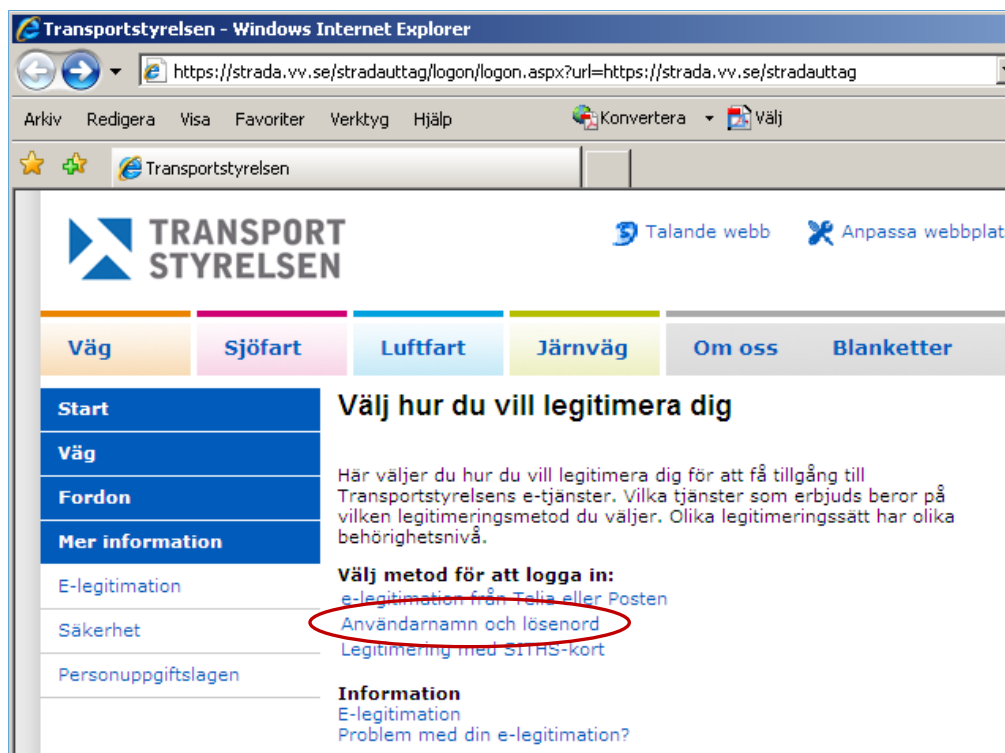 Transportstyrelsen - Windows Internet Explorer
https://strada.vv.se/stradauttag/logon/logon.aspx?url=https://strada.vv.se/stradauttag
Arkiv Redigera Visa Favoriter Verktyg Hjälp Konvertera Välj
Transportstyrelsen
TRANSPORT
STYRELSEN
Talande webb Anpassa webbplat
Väg Sjöfart Luftfart Järnväg Om oss Blanketter
Start
Väg
Fordon
Mer information
E-legitimation
Säkerhet
Personuppgiftslagen
Välj hur du vill legitimera dig
Här väljer du hur du vill legitimera dig för att få tillgång till
Transportstyrelsens e-tjänster. Vilka tjänster som erbjuds beror på
vilken legitimeringsmetod du väljer. Olika legitimeringssätt har olika
behörighetsnivå.
Välj metod för att logga in:
e-legitimation från Telia eller Posten
Användarnamn och lösenord
Legitimering med SITHS-kort
Information
E-legitimation
Problem med din e-legitimation?